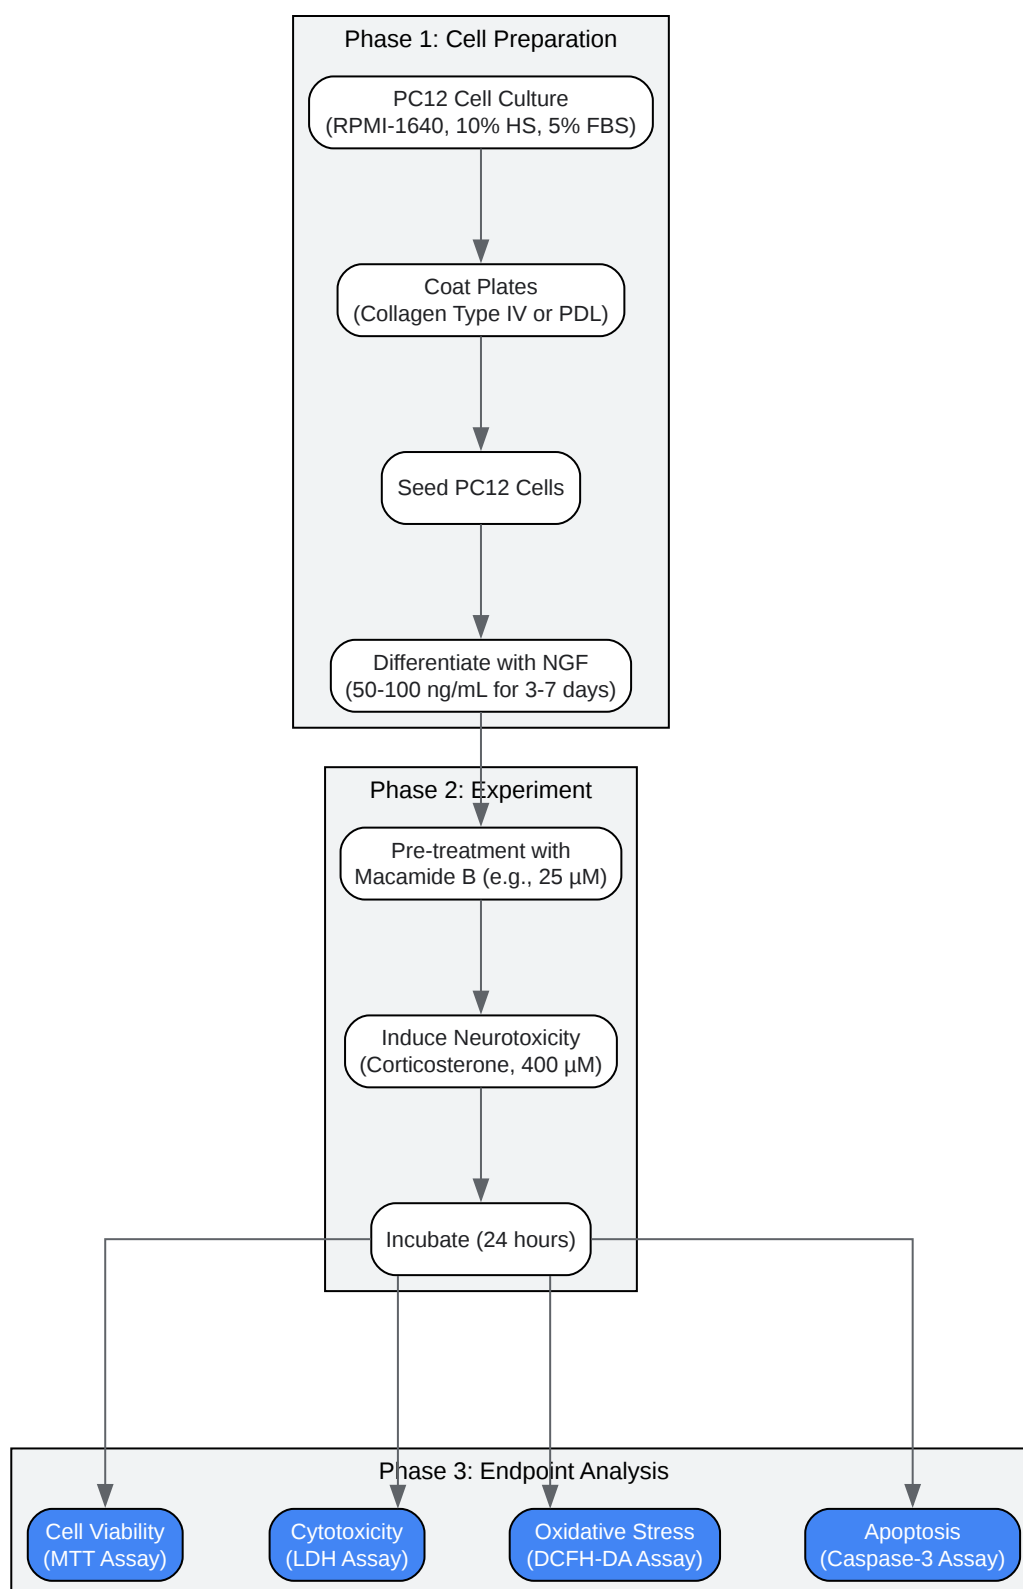 Phase 1: Cell Preparation
PC12 Cell Culture
(RPMI-1640, 10% HS, 5% FBS)
Coat Plates
(Collagen Type IV or PDL)
Seed PC12 Cells
Differentiate with NGF
(50-100 ng/mL for 3-7 days)
Phase 2: Experiment
Pre-treatment with
Macamide B (e.g., 25 µM)
Induce Neurotoxicity
(Corticosterone, 400 µM)
Incubate (24 hours)
Phase 3: Endpoint Analysis
Cell Viability
(MTT Assay)
Cytotoxicity
(LDH Assay)
Oxidative Stress
(DCFH-DA Assay)
Apoptosis
(Caspase-3 Assay)